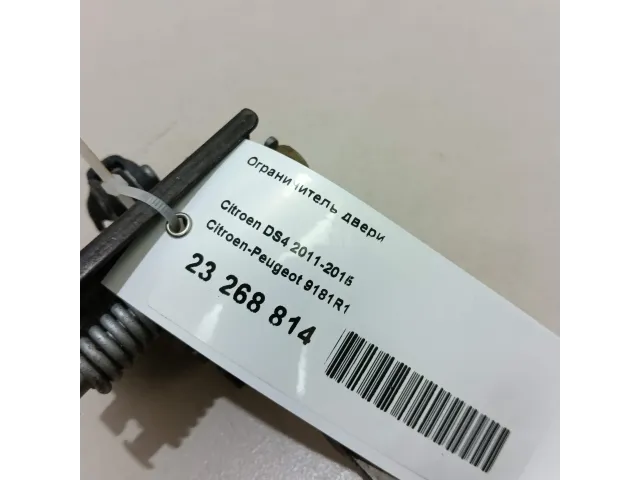 Ограничитель двери
Citroen DS4 2011-2015
Citroen-Peugeot 9181R1
23 268 814